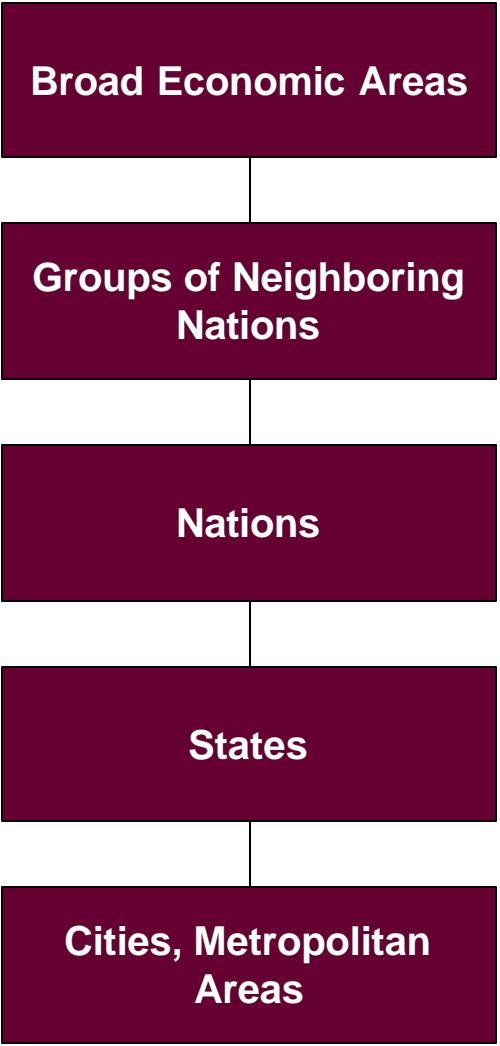 Broad Economic Areas
Groups of Neighboring
Nations
Nations
States
Cities, Metropolitan
Areas